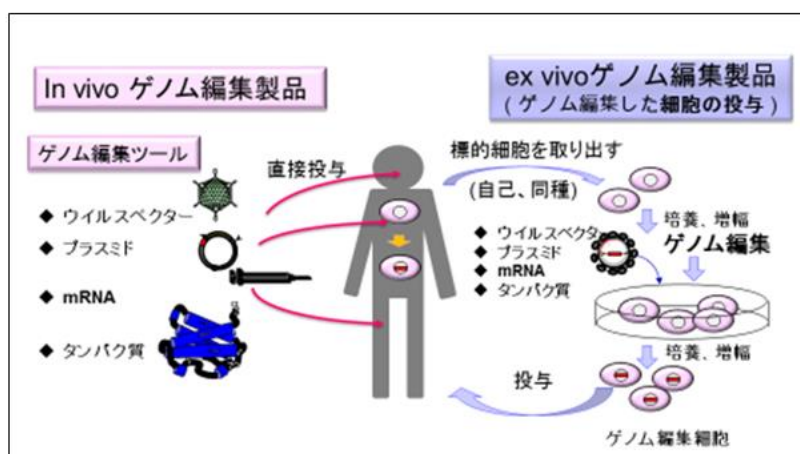 In vivo ゲノム編集製品
ゲノム編集ツール
◆ ウイルスベクター
◆ プラスミド
◆ mRNA
◆ タンパク質
直接投与
ex vivoゲノム編集製品
( ゲノム編集した細胞の投与 )
標的細胞を取り出す
(自己、同種)
培養、増幅
◆ ウイルスベクタ
◆ プラスミド
◆ mRNA
◆ タンパク質
ゲノム編集
培養、増幅
投与
ゲノム編集細胞